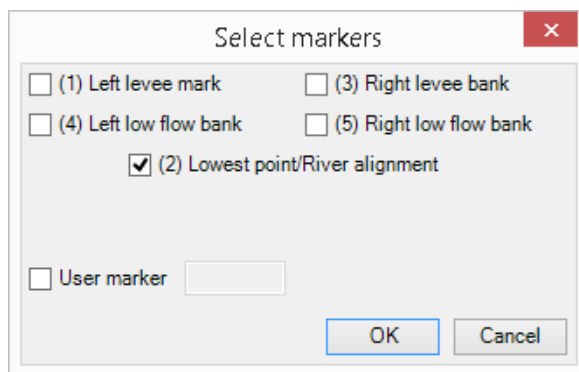 Select markers
(1) Left levee mark (3) Right levee bank
(4) Left low flow bank (5) Right low flow bank
(2) Lowest point/River alignment
User marker
OK Cancel